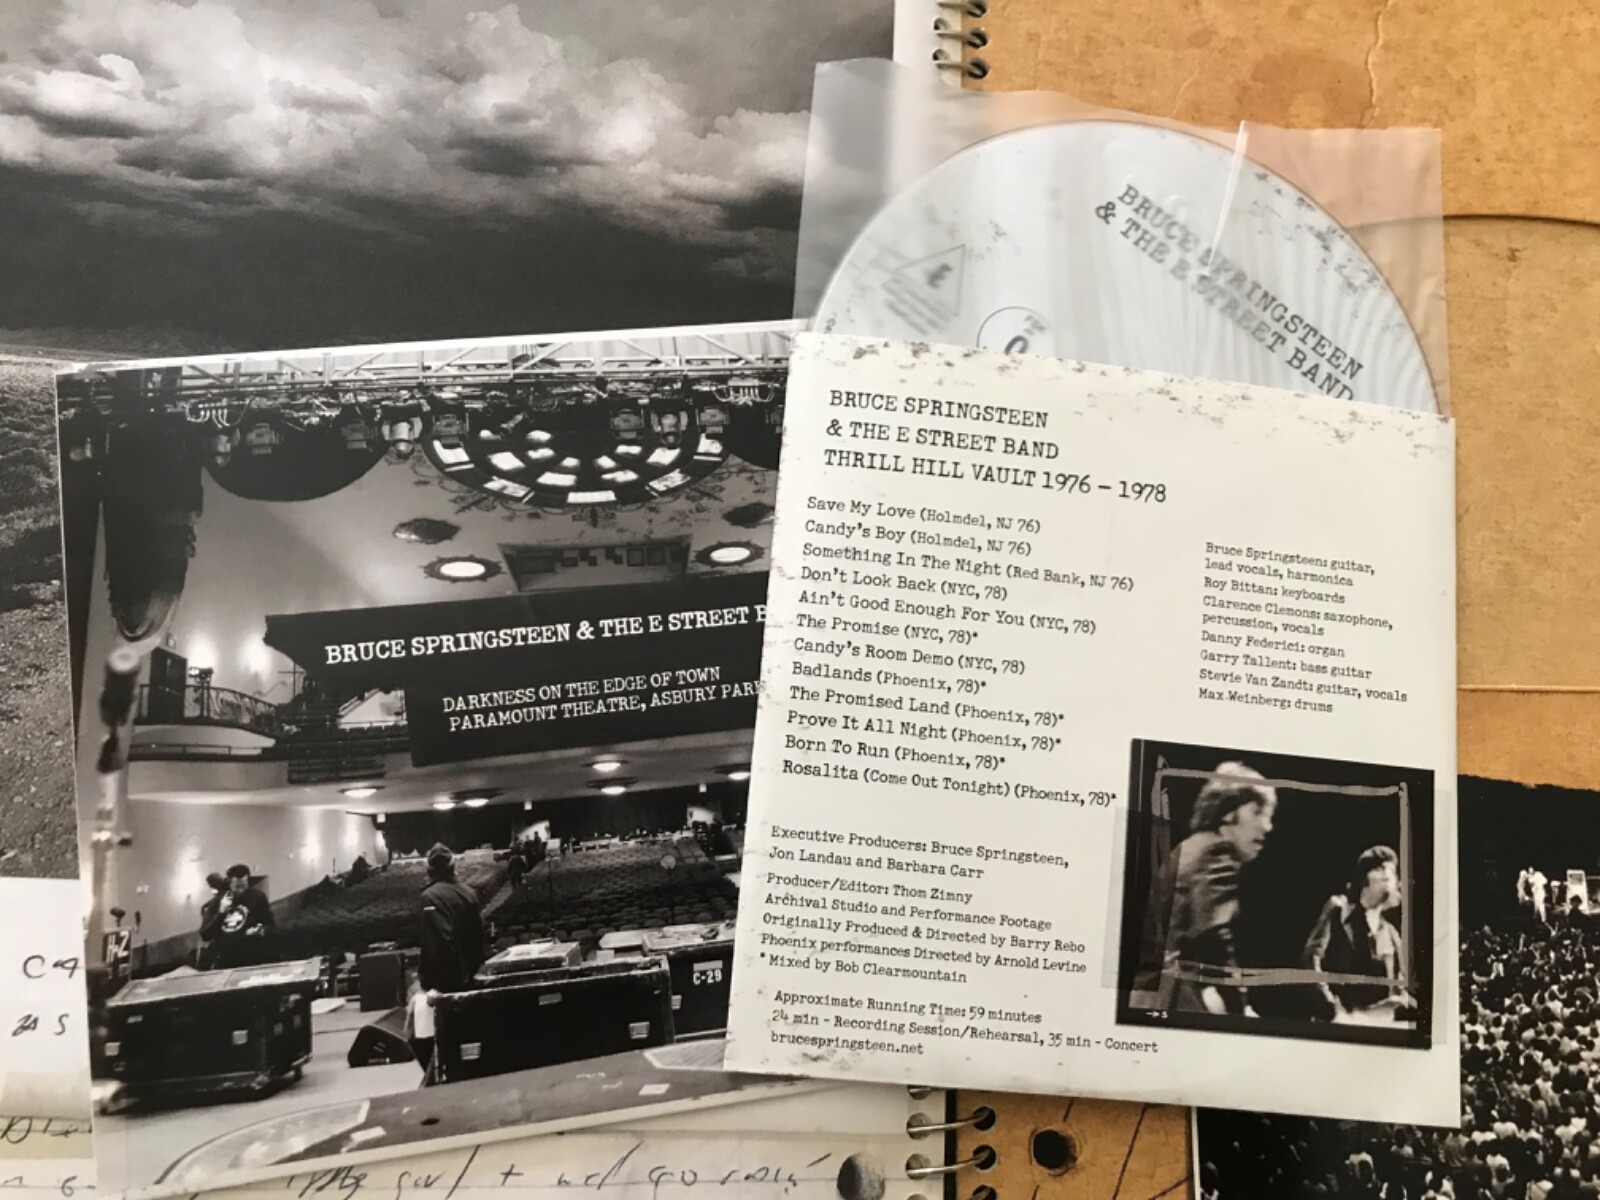 BRUCE SPRINGSTEEN
& THE E STREET BAND
BRUCE SPRINGSTEEN
& THE E STREET BAND
THRILL HILL VAULT 1976 – 1978
Save My Love (Holmdel, NJ 76)
Candy's Boy (Holmdel, NJ 76)
Something In The Night (Red Bank, NJ 76)
Don't Look Back (NYC, 78)
Ain't Good Enough For You (NYC, 78)
The Promise (NYC, 78)*
Candy's Room Demo (NYC, 78)
Badlands (Phoenix, 78)*
The Promised Land (Phoenix, 78)*
Prove It All Night (Phoenix, 78)*
Born To Run (Phoenix, 78)*
Rosalita (Come Out Tonight) (Phoenix, 78)*
Bruce Springsteen: guitar,
lead vocals, harmonica
Roy Bittan: keyboards
Clarence Clemons: saxophone,
percussion, vocals
Danny Federici: organ
Garry Tallent: bass guitar
Stevie Van Zandt: guitar, vocals
Max Weinberg: drums
Executive Producers: Bruce Springsteen,
Jon Landau and Barbara Carr
Producer/Editor: Thom Zimny
Archival Studio and Performance Footage
Originally Produced & Directed by Barry Rebo
Phoenix performances Directed by Arnold Levine
* Mixed by Bob Clearmountain
Approximate Running Time: 59 minutes
24 min – Recording Session/Rehearsal, 35 min – Concert
brucespringsteen.net
→ 5
BRUCE SPRINGSTEEN & THE E STREET B
DARKNESS ON THE EDGE OF TOWN
PARAMOUNT THEATRE, ASBURY PARK
H-2
C-29